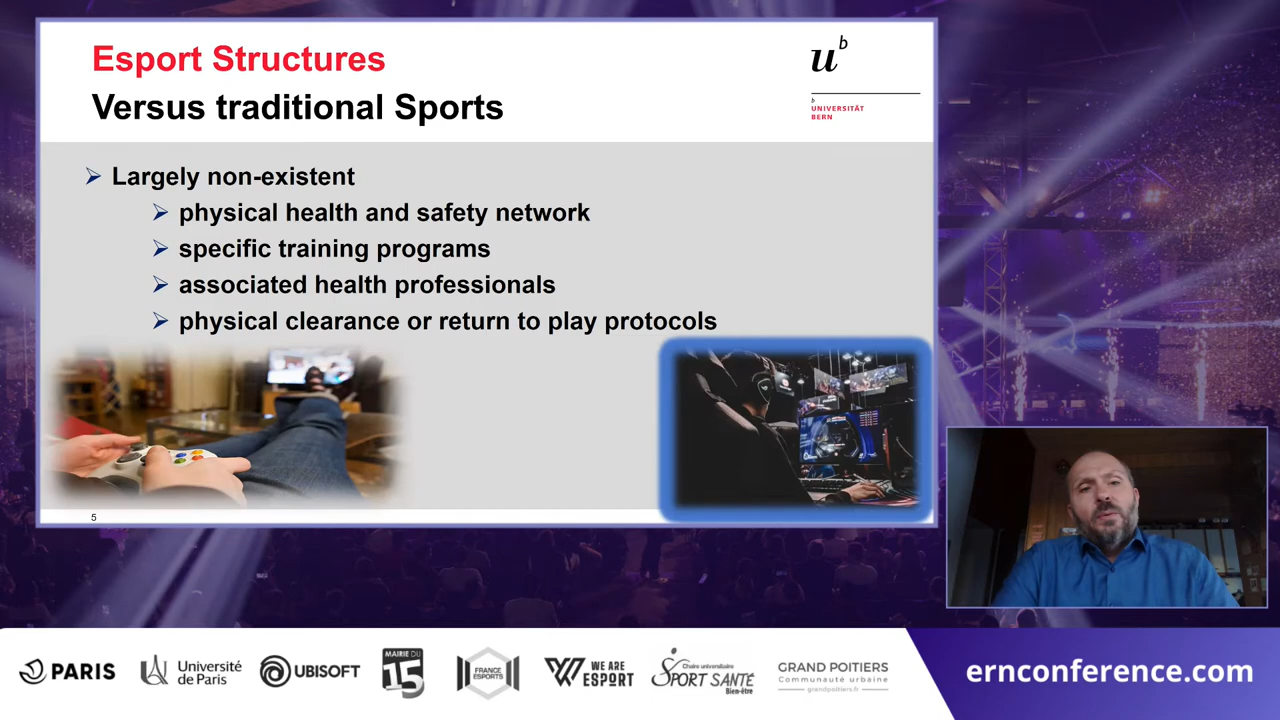 Esport Structures
Versus traditional Sports
u
b
b
UNIVERSITÄT
BERN
Largely non-existent
physical health and safety network
specific training programs
associated health professionals
physical clearance or return to play protocols
5
PARIS
Université
de Paris
UBISOFT
MAIRIE DU
15
FRANCE
ESPORTS
WE ARE
ESPORT
Chaire universitaire
SPORT SANTÉ
Bien-être
GRAND POITIERS
Communauté urbaine
grandpoitiers.fr
ernconference.com